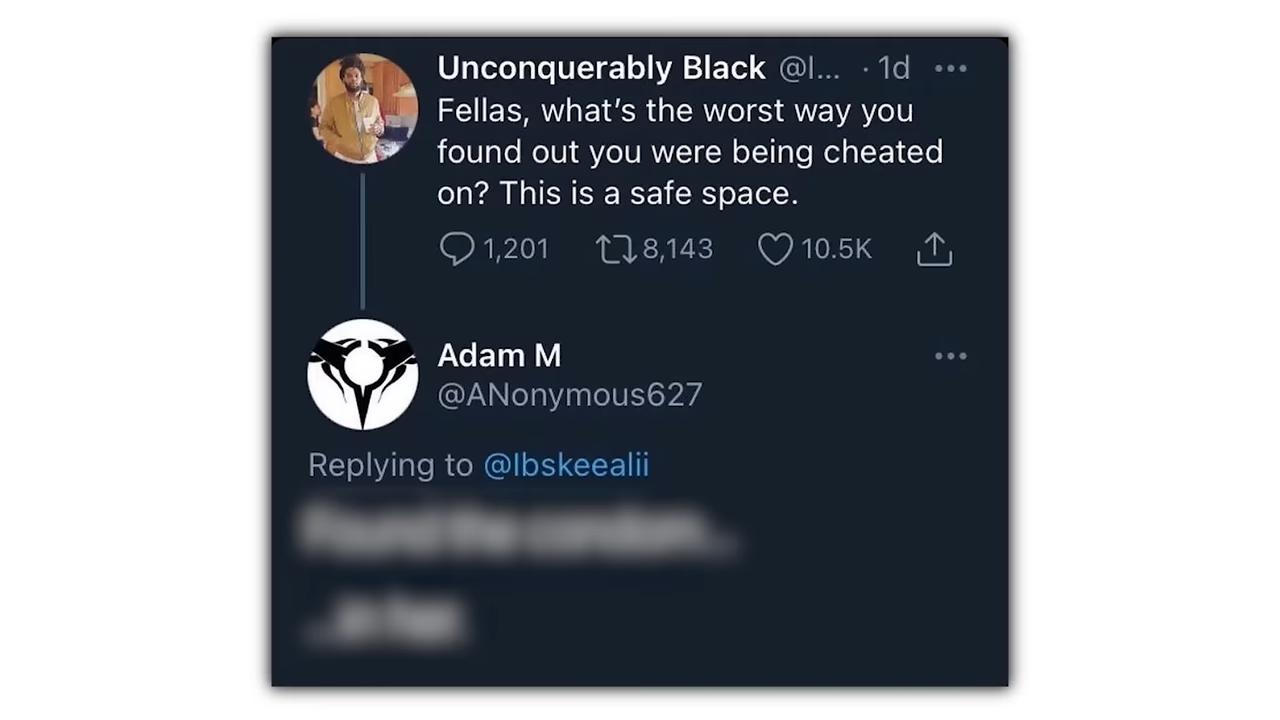 Unconquerably Black @I... · 1d
Fellas, what's the worst way you
found out you were being cheated
on? This is a safe space.
1,201 8,143 10.5K
Adam M
@ANonymous627
Replying to @Ibskeealii